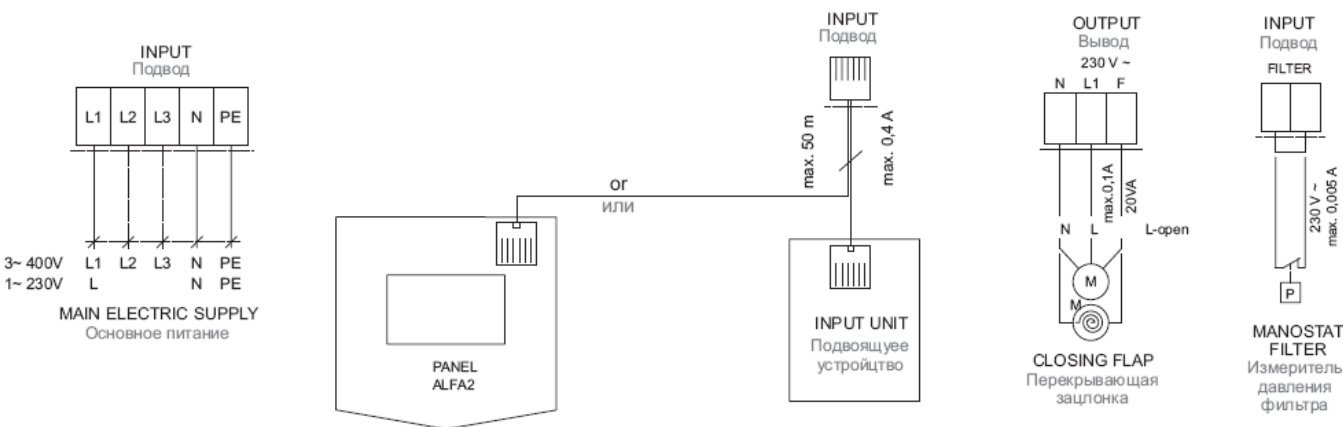 INPUT
Подвод
L1 L2 L3 N PE
3~ 400V L1 L2 L3 N PE
1~ 230V L N PE
MAIN ELECTRIC SUPPLY
Основное питание
or
или
PANEL
ALFA2
INPUT
Подвод
max. 50 m
max. 0,4 A
INPUT UNIT
Подвоящуее
устройцтво
OUTPUT
Вывод
230 V ~
N L1 F
max.0,1A
20VA
N L L-open
M
M
CLOSING FLAP
Перекрывающая
зацлонка
INPUT
Подвод
FILTER
230 V ~
max. 0,005 A
P
MANOSTAT
FILTER
Измеритель
давления
фильтра